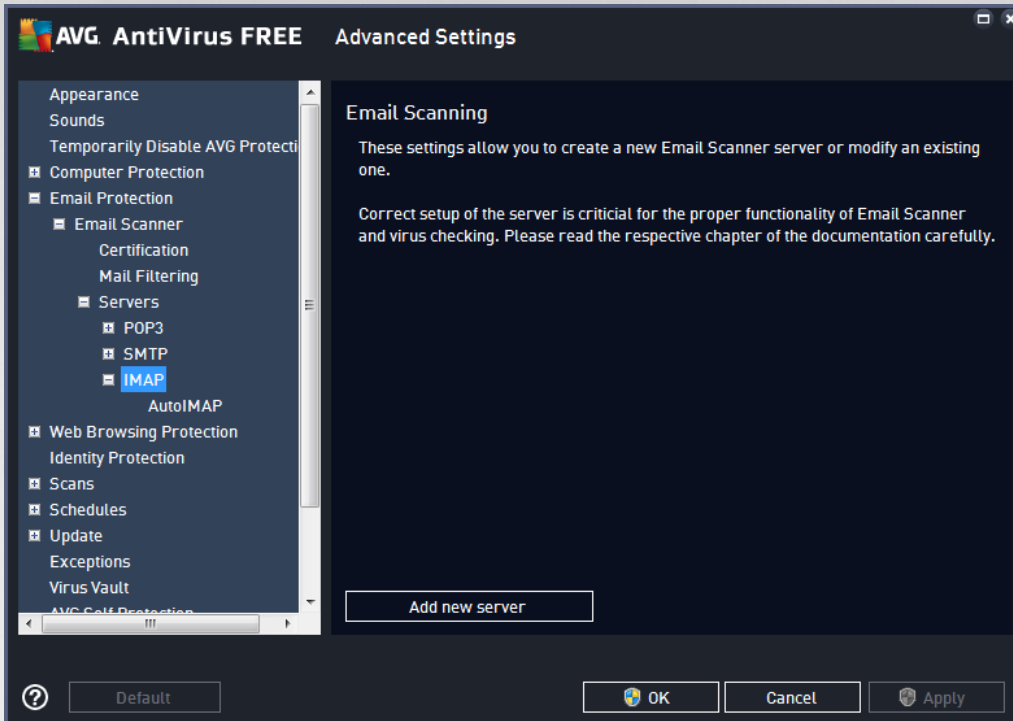 AVG. AntiVirus FREE Advanced Settings
Appearance
Sounds
Temporarily Disable AVG Protecti
Computer Protection
Email Protection
Email Scanner
Certification
Mail Filtering
Servers
POP3
SMTP
IMAP
AutoIMAP
Web Browsing Protection
Identity Protection
Scans
Schedules
Update
Exceptions
Virus Vault
AVG Self Protection
Email Scanning
These settings allow you to create a new Email Scanner server or modify an existing
one.
Correct setup of the server is criticial for the proper functionality of Email Scanner
and virus checking. Please read the respective chapter of the documentation carefully.
Add new server
Default
OK
Cancel
Apply